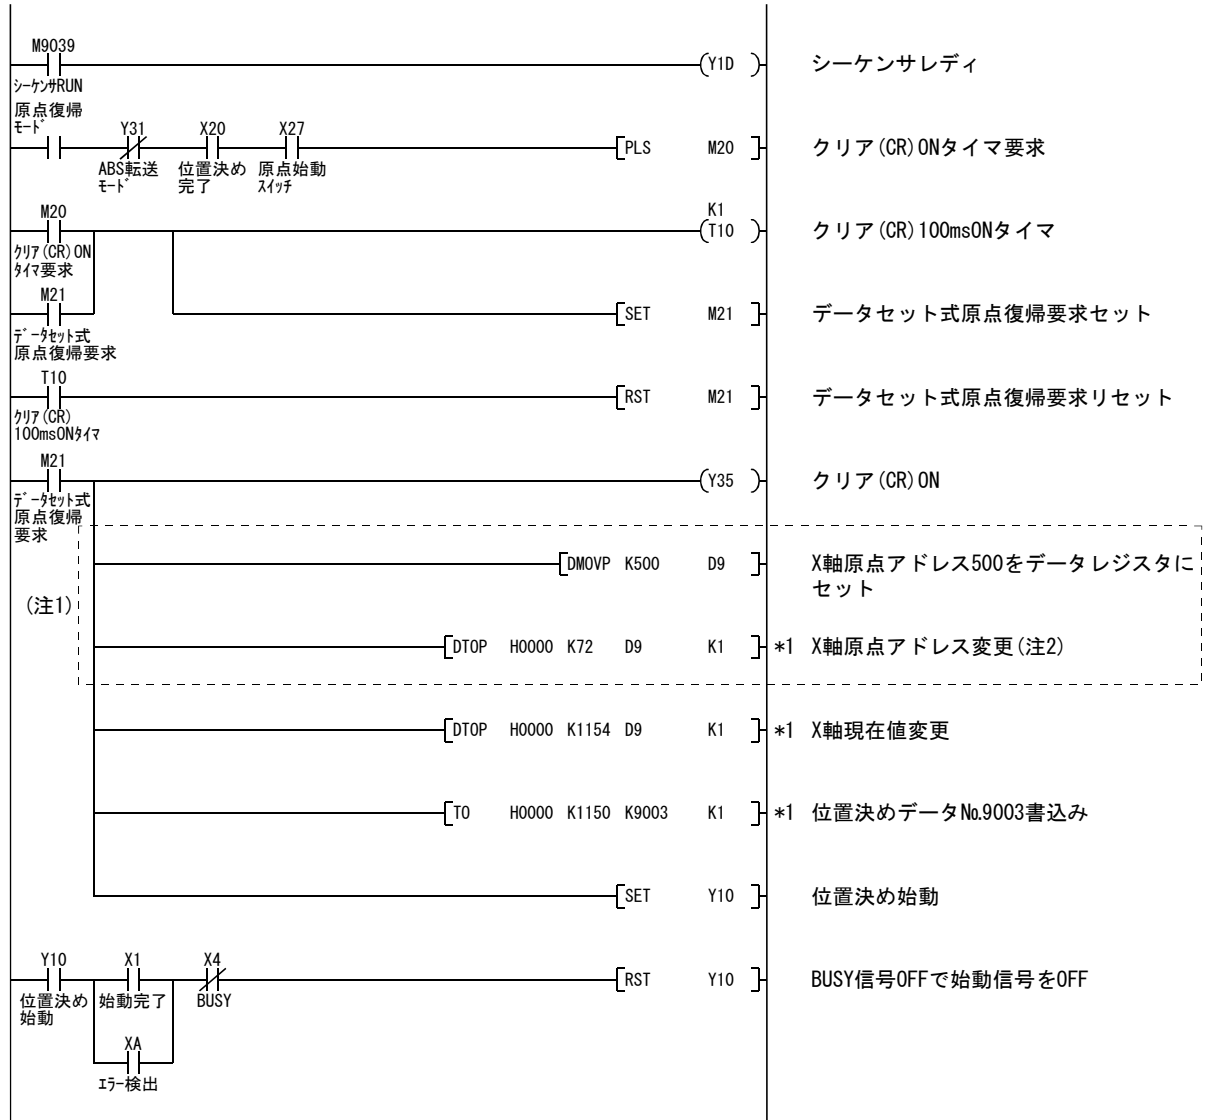 M9039
(Y1D )
シーケンサレディ
シーケンサRUN
原点復帰
モード
Y31
X20
X27
[PLS M20 ]
クリア(CR)ONタイマ要求
ABS転送
モード
位置決め
完了
原点始動
スイッチ
M20
K1
(T10 )
クリア(CR)100msONタイマ
クリア(CR)ON
タイマ要求
M21
[SET M21 ]
データセット式原点復帰要求セット
データセット式
原点復帰要求
T10
[RST M21 ]
データセット式原点復帰要求リセット
クリア(CR)
100msONタイマ
M21
(Y35 )
クリア(CR)ON
データセット式
原点復帰
要求
[DMOVP K500 D9 ]
X軸原点アドレス500をデータレジスタに
セット
(注1)
[DTOP H0000 K72 D9 K1 ] *1 X軸原点アドレス変更(注2)
[DTOP H0000 K1154 D9 K1 ] *1 X軸現在値変更
[TO H0000 K1150 K9003 K1 ] *1 位置決めデータ№9003書込み
[SET Y10 ] 位置決め始動
Y10
X1
X4
[RST Y10 ]
BUSY信号OFFで始動信号をOFF
位置決め
始動
始動完了
BUSY
XA
エラー検出